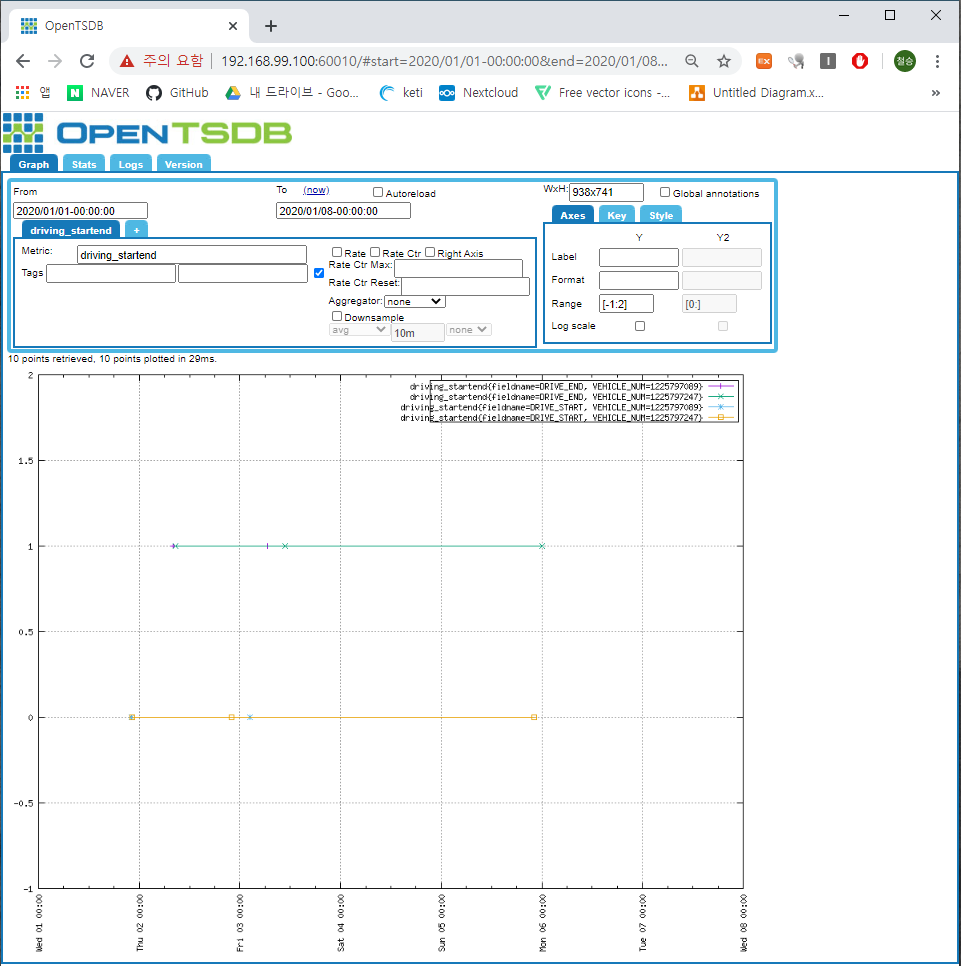 OpenTSDB
주의 요함 | 192.168.99.100:60010/#start=2020/01/01-00:00:00&end=2020/01/08...
EX
I
철승
앱 NAVER GitHub 내 드라이브 - Goo... keti Nextcloud Free vector icons -... Untitled Diagram.x... »
OPENTSDB
Graph Stats Logs Version
From To (now) Autoreload WxH: 938x741 Global annotations
2020/01/01-00:00:00 2020/01/08-00:00:00
driving_startend + Axes Key Style
Metric: driving_startend Rate Rate Ctr Right Axis
Tags Rate Ctr Max:
Rate Ctr Reset:
Aggregator: none
Downsample
avg 10m none
Y Y2
Label
Format
Range [-1:2] [0:]
Log scale
10 points retrieved, 10 points plotted in 29ms.
driving_startend{fieldname=DRIVE_END, VEHICLE_NUM=1225797089}
driving_startend{fieldname=DRIVE_END, VEHICLE_NUM=1225797247}
driving_startend{fieldname=DRIVE_START, VEHICLE_NUM=1225797089}
driving_startend{fieldname=DRIVE_START, VEHICLE_NUM=1225797247}
2
1.5
1
0.5
0
-0.5
-1
Wed 01 00:00
Thu 02 00:00
Fri 03 00:00
Sat 04 00:00
Sun 05 00:00
Mon 06 00:00
Tue 07 00:00
Wed 08 00:00